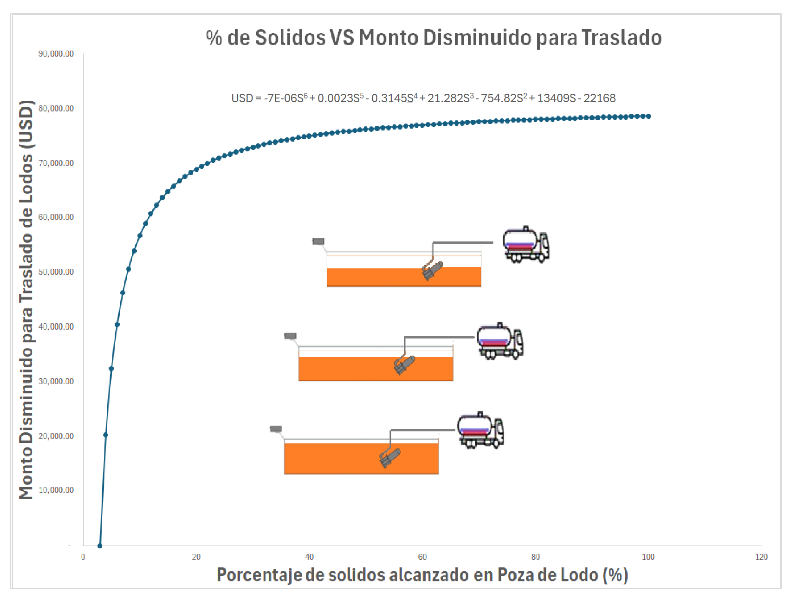 % de Solidos VS Monto Disminuido para Traslado
90,000.00
USD = -7E-06S⁶ + 0.0023S⁵ - 0.3145S⁴ + 21.282S³ - 754.82S² + 13409S - 22168
80,000.00
70,000.00
60,000.00
50,000.00
40,000.00
30,000.00
20,000.00
10,000.00
-
Monto Disminuido para Traslado de Lodos (USD)
0 20 40 60 80 100 120
Porcentaje de solidos alcanzado en Poza de Lodo (%)